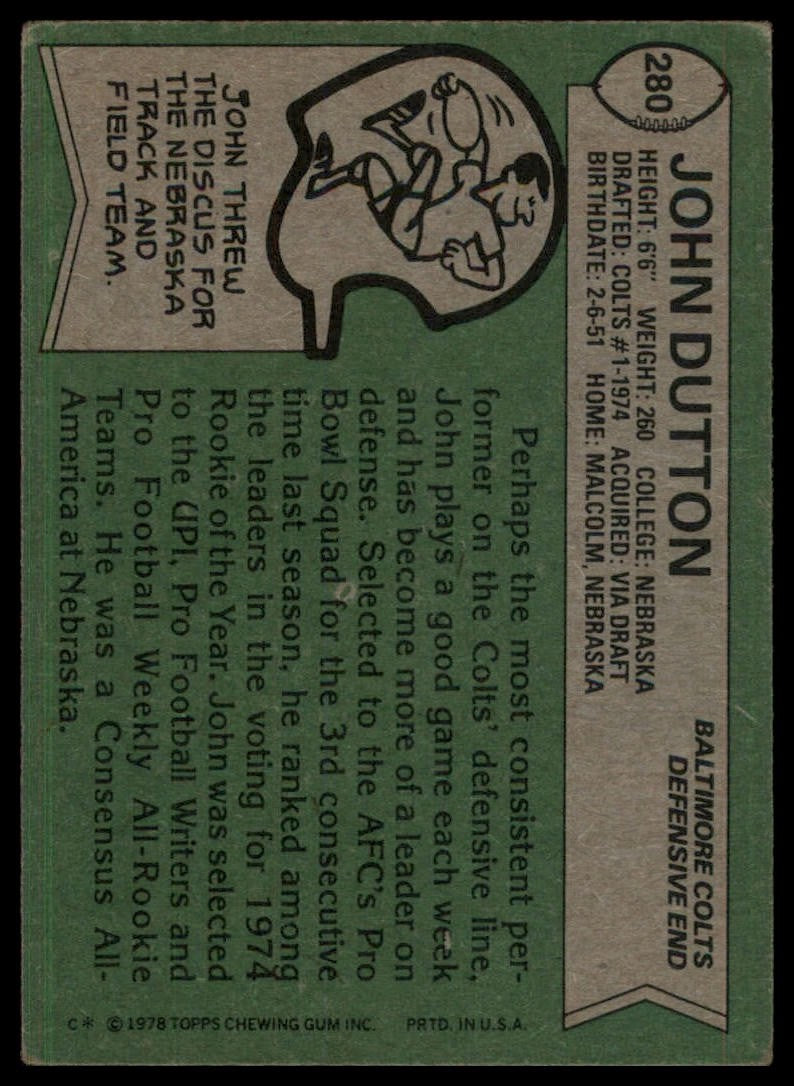 280
JOHN DUTTON
BALTIMORE COLTS
DEFENSIVE END
HEIGHT: 6'6" WEIGHT: 260 COLLEGE: NEBRASKA
DRAFTED: COLTS #1-1974 ACQUIRED: VIA DRAFT
BIRTHDATE: 2-6-51 HOME: MALCOLM, NEBRASKA
JOHN THREW
THE DISCUS FOR
THE NEBRASKA
TRACK AND
FIELD TEAM.
Perhaps the most consistent per-
former on the Colts' defensive line,
John plays a good game each week
and has become more of a leader on
defense. Selected to the AFC's Pro
Bowl Squad for the 3rd consecutive
time last season, he ranked among
the leaders in the voting for 1974
Rookie of the Year. John was selected
to the UPI, Pro Football Writers and
Pro Football Weekly All-Rookie
Teams. He was a Consensus All-
America at Nebraska.
C* © 1978 TOPPS CHEWING GUM INC. PRTD. IN U.S.A.